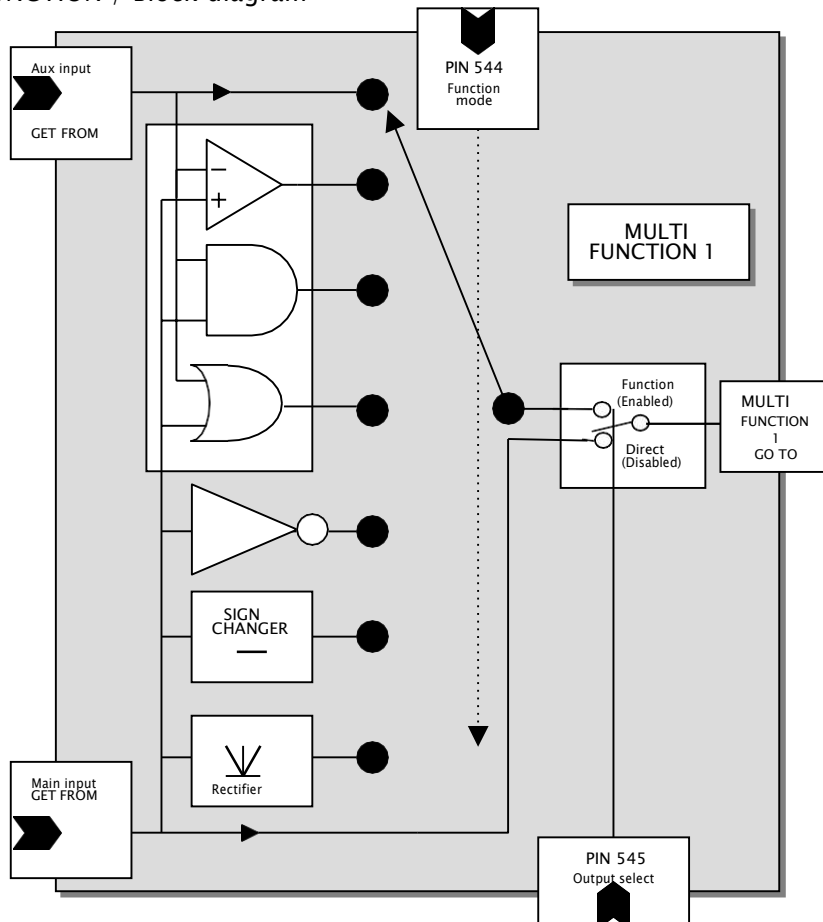 / Block diagram
Aux input
GET FROM
PIN 544
Function
mode
MULTI
FUNCTION 1
−
+
Function
(Enabled)
Direct
(Disabled)
MULTI
FUNCTION
1
GO TO
SIGN
CHANGER
Rectifier
Main input
GET FROM
PIN 545
Output select